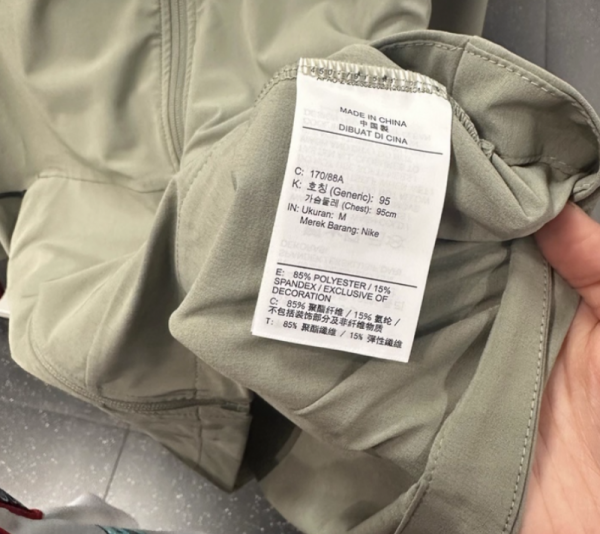 MADE IN CHINA
中国製
DIBUAT DI CINA
C: 170/88A
K: 호칭 (Generic): 95
가슴둘레 (Chest): 95cm
IN: Ukuran: M
Merek Barang: Nike
E: 85% POLYESTER / 15%
SPANDEX / EXCLUSIVE OF
DECORATION
C: 85% 聚酯纤维 / 15% 氨纶 /
不包括装饰部分及非纤维物质
T: 85% 聚酯纖維 / 15% 彈性纖維